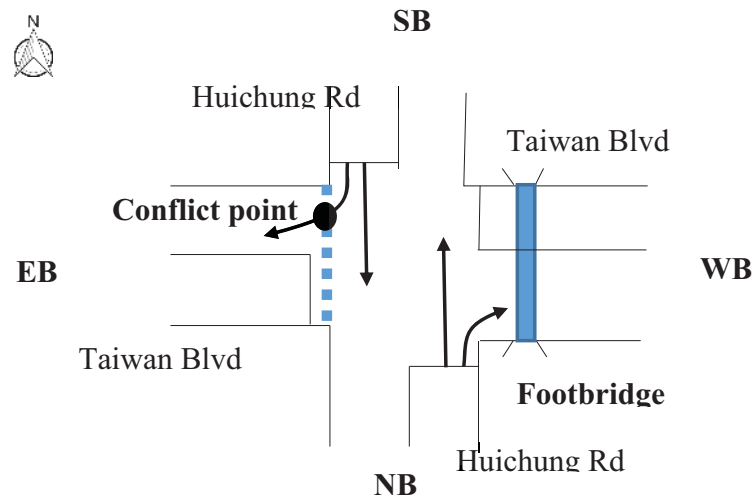 N
SB
Huichung Rd
Taiwan Blvd
Conflict point
EB
WB
Taiwan Blvd
Footbridge
Huichung Rd
NB